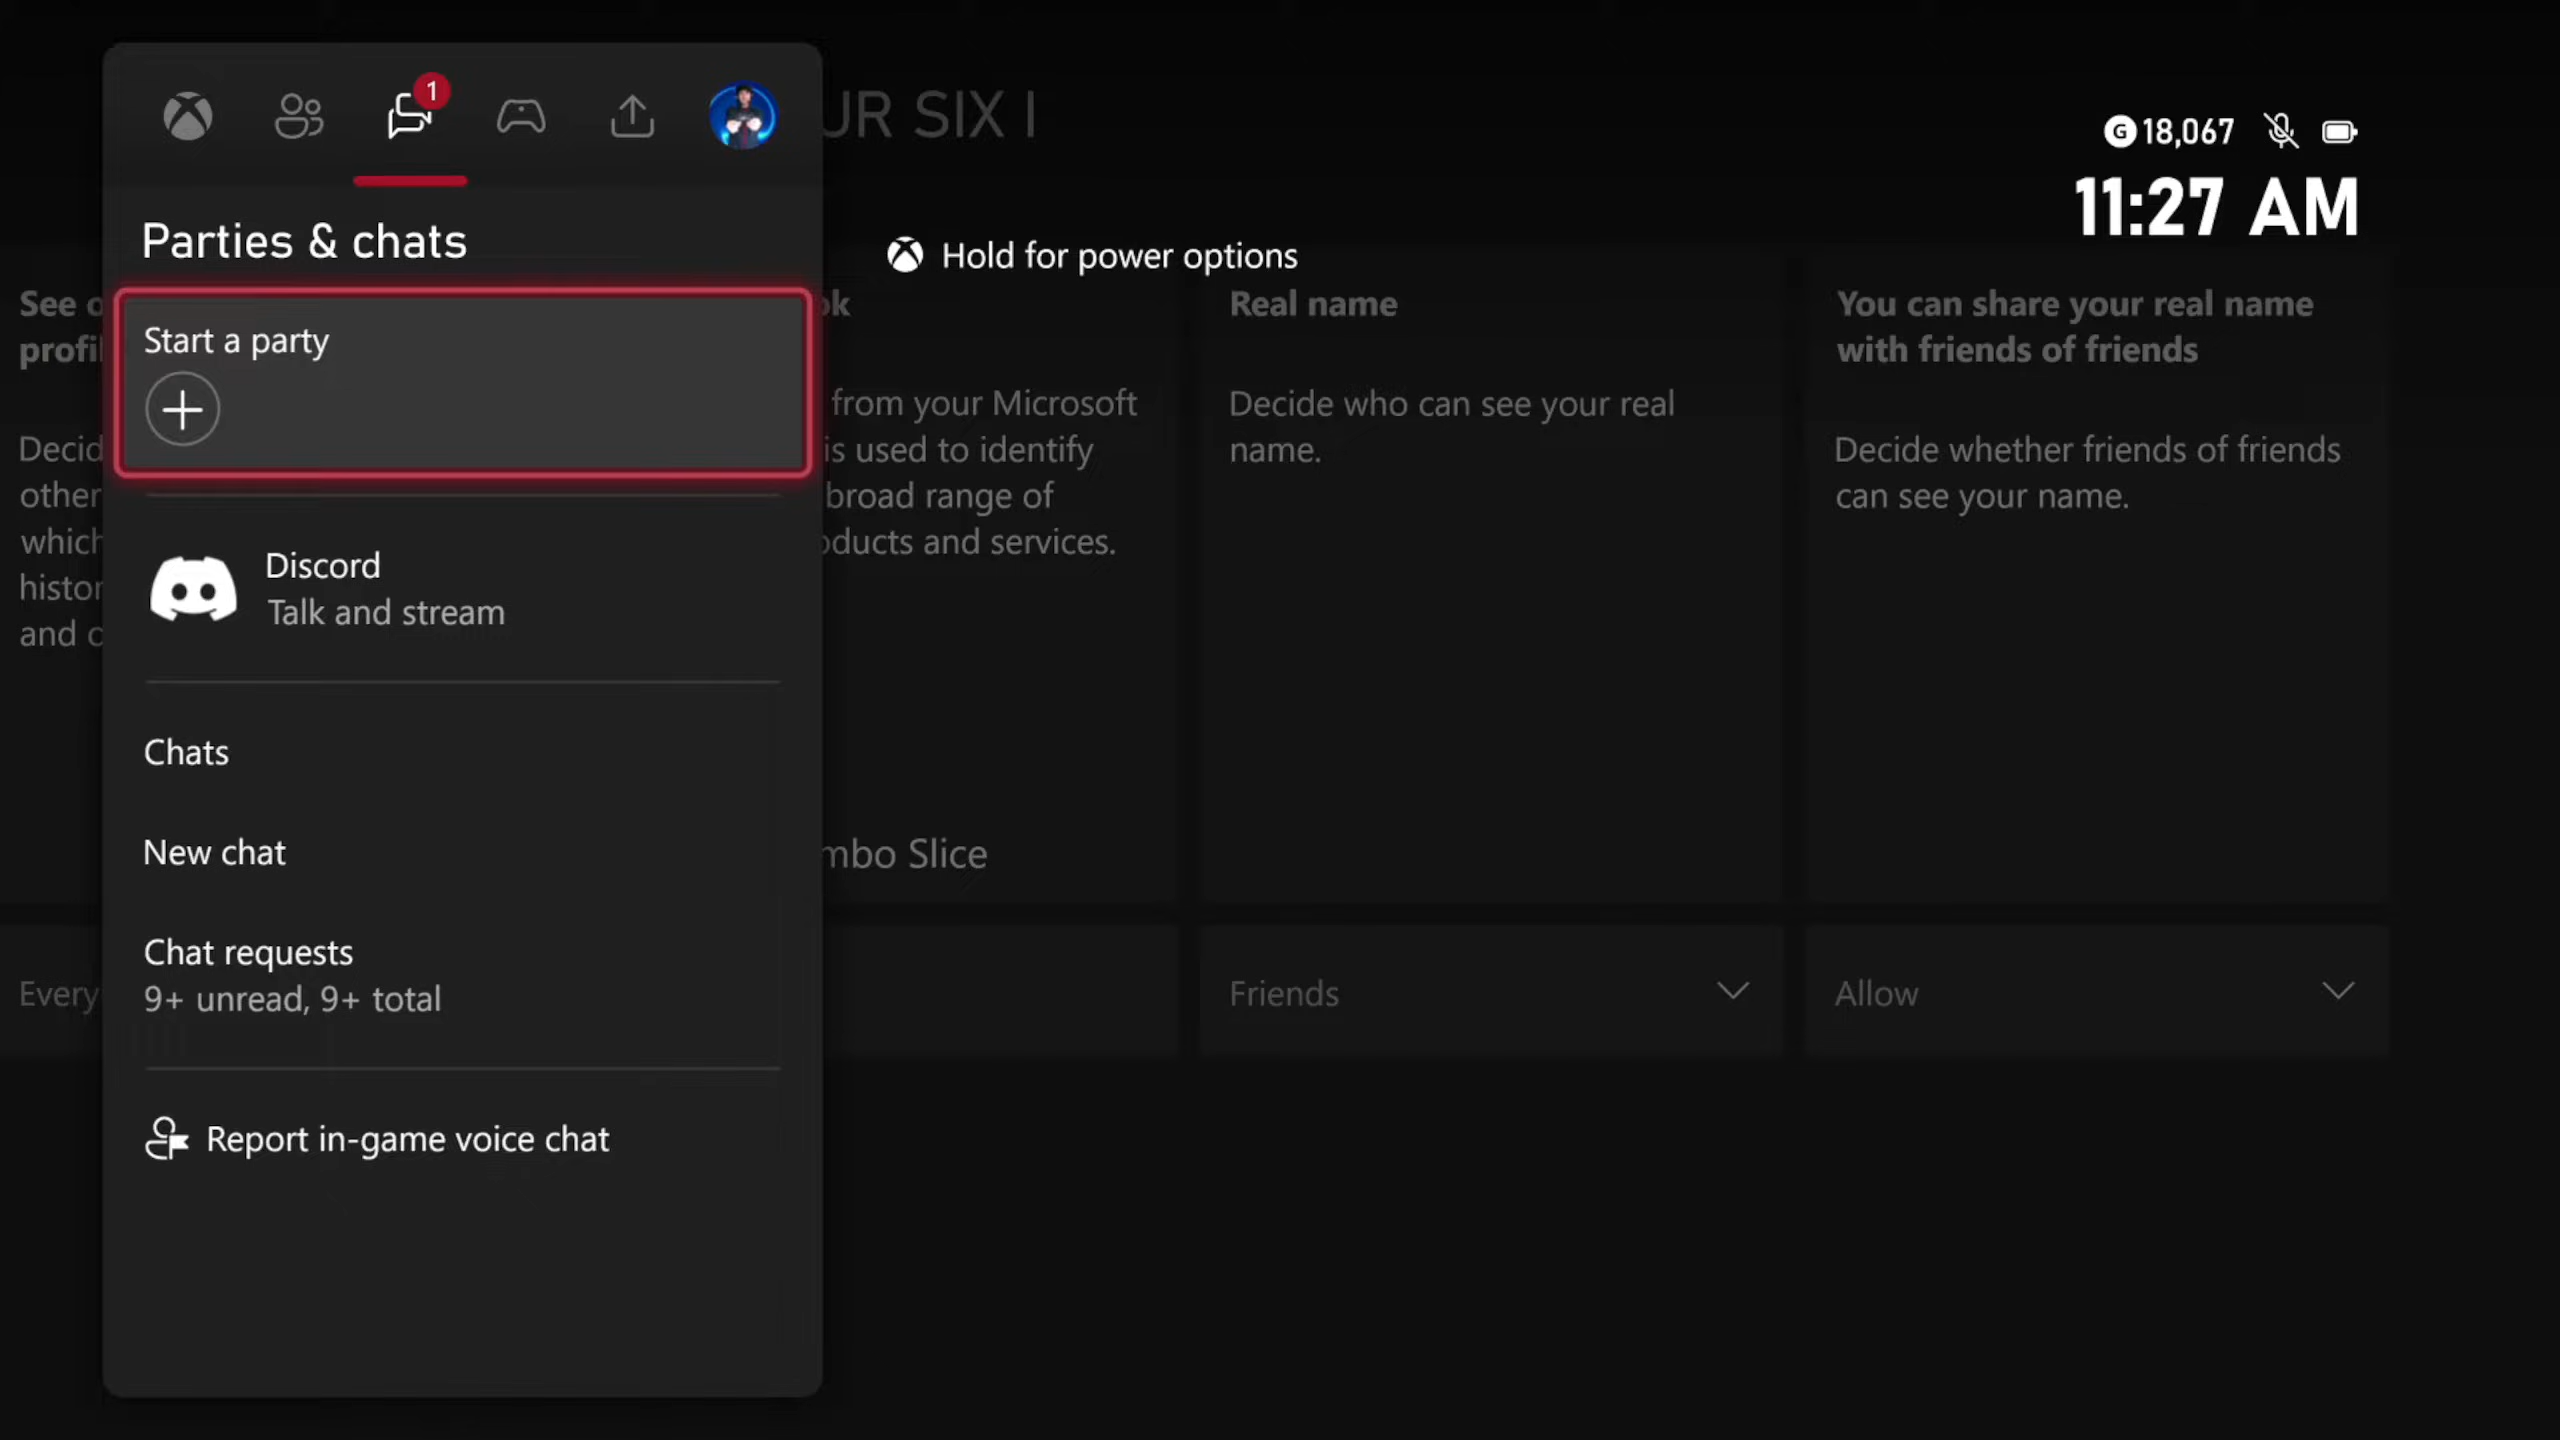 1
UR SIX I
G 18,067
11:27 AM
Parties & chats
Hold for power options
Start a party
Discord
Talk and stream
Chats
New chat
Chat requests
9+ unread, 9+ total
Report in-game voice chat
See
from your Microsoft
is used to identify
broad range of
and services.
Slice
Real name
Decide who can see your real
name.
Friends
You can share your real name
with friends of friends
Decide whether friends of friends
can see your name.
Allow